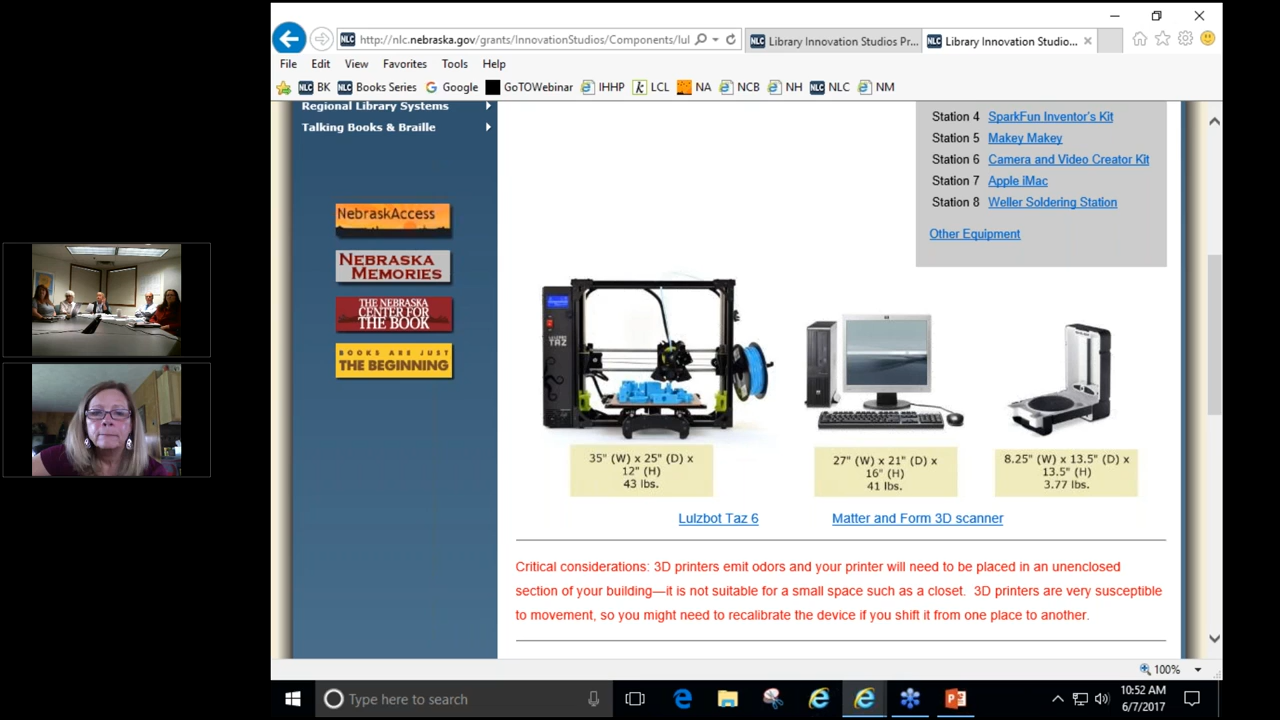 http://nlc.nebraska.gov/grants/InnovationStudios/Components/lul
Library Innovation Studios Pr...
Library Innovation Studio...
File Edit View Favorites Tools Help
BK Books Series Google GoTOWebinar IHHP LCL NA NCB NH NLC NM
Regional Library Systems
Talking Books & Braille
NebraskAccess
NEBRASKA
MEMORIES
THE NEBRASKA
CENTER FOR
THE BOOK
BOOKS ARE JUST
THE BEGINNING
Station 4 SparkFun Inventor's Kit
Station 5 Makey Makey
Station 6 Camera and Video Creator Kit
Station 7 Apple iMac
Station 8 Weller Soldering Station
Other Equipment
LULZBOT
TAZ
35" (W) x 25" (D) x
12" (H)
43 lbs.
27" (W) x 21" (D) x
16" (H)
41 lbs.
8.25" (W) x 13.5" (D) x
13.5" (H)
3.77 lbs.
Lulzbot Taz 6
Matter and Form 3D scanner
Critical considerations: 3D printers emit odors and your printer will need to be placed in an unenclosed
section of your building—it is not suitable for a small space such as a closet. 3D printers are very susceptible
to movement, so you might need to recalibrate the device if you shift it from one place to another.
100%
Type here to search
10:52 AM
6/7/2017